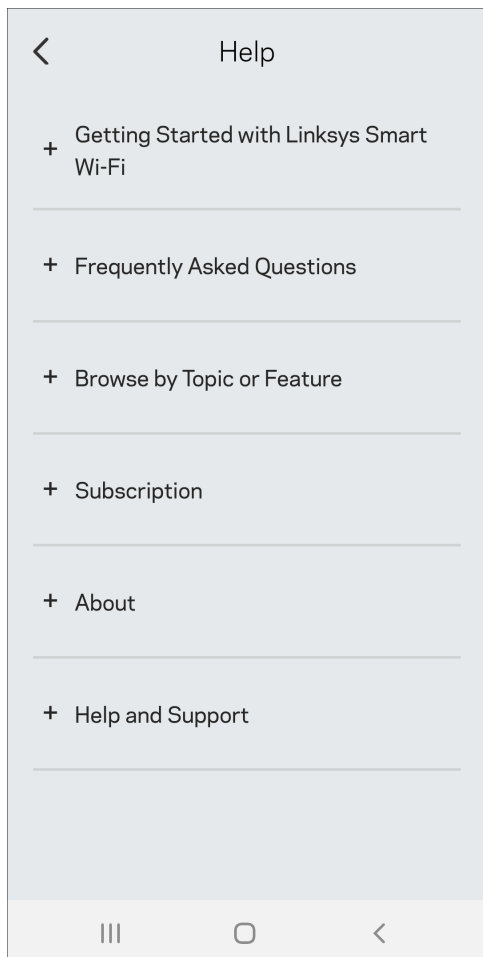 Help
Getting Started with Linksys Smart
Wi-Fi
Frequently Asked Questions
Browse by Topic or Feature
Subscription
About
Help and Support